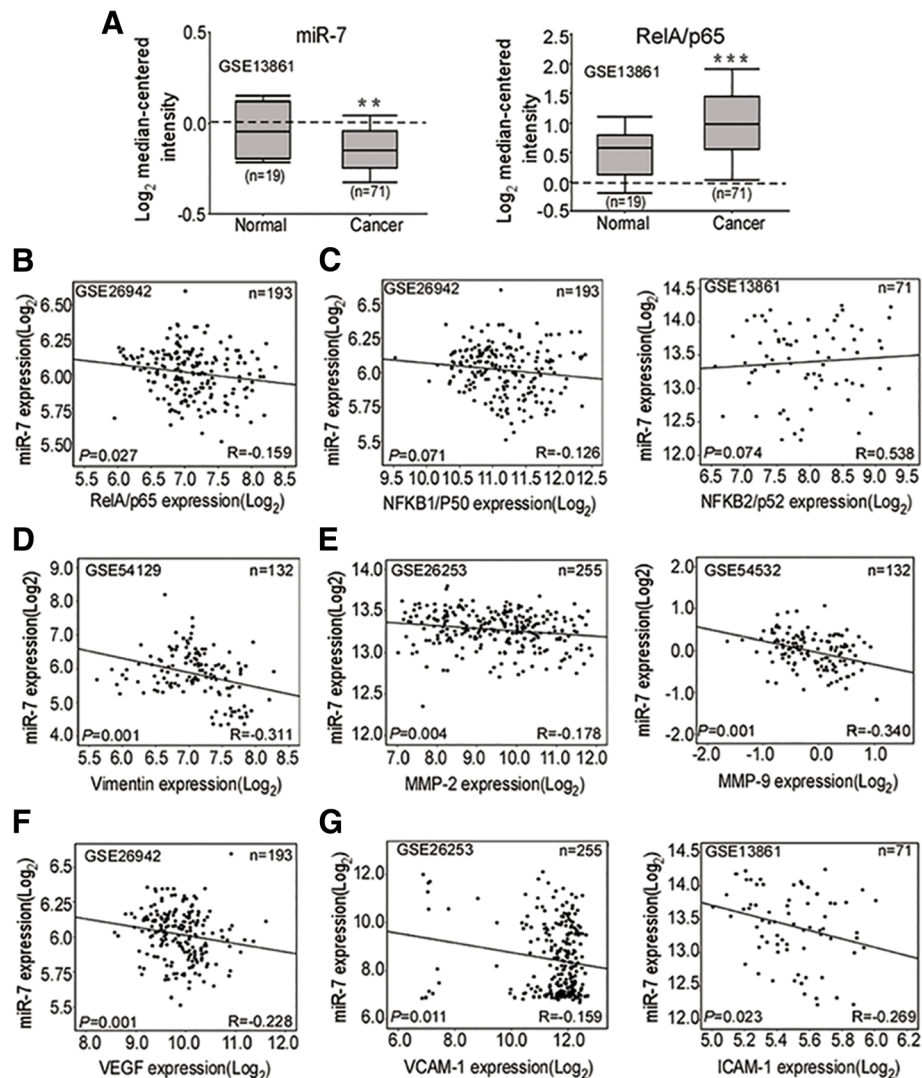 A
miR-7
RelA/p65
Log2 median-centered intensity
0.5
0.0
-0.5
GSE13861
**
(n=19)
(n=71)
Normal
Cancer
Log2 median-centered intensity
2.5
2.0
1.5
1.0
0.5
0.0
-0.5
GSE13861
***
(n=19)
(n=71)
Normal
Cancer
B
miR-7 expression(Log2)
6.50
6.25
6.00
5.75
5.50
GSE26942
n=193
P=0.027
R=-0.159
5.5 6.0 6.5 7.0 7.5 8.0 8.5
RelA/p65 expression(Log2)
C
miR-7 expression(Log2)
6.5
6.25
6.0
5.75
5.5
GSE26942
n=193
P=0.071
R=-0.126
9.5 10.0 10.5 11.0 11.5 12.0 12.5
NFKB1/P50 expression(Log2)
miR-7 expression(Log2)
14.5
14.0
13.5
13.0
12.5
12.0
GSE13861
n=71
P=0.074
R=0.538
6.5 7.0 7.5 8.0 8.5 9.0 9.5
NFKB2/p52 expression(Log2)
D
miR-7 expression(Log2)
9.0
8.0
7.0
6.0
5.0
4.0
GSE54129
n=132
P=0.001
R=-0.311
5.5 6.0 6.5 7.0 7.5 8.0 8.5
Vimentin expression(Log2)
E
miR-7 expression(Log2)
14.0
13.5
13.0
12.5
12.0
GSE26253
n=255
P=0.004
R=-0.178
7.0 8.0 9.0 10.0 11.0 12.0
MMP-2 expression(Log2)
miR-7 expression(Log2)
2.0
1.0
0.0
-1.0
-2.0
GSE54532
n=132
P=0.001
R=-0.340
-2.0 -1.0 0.0 1.0
MMP-9 expression(Log2)
F
miR-7 expression(Log2)
6.5
6.25
6.0
5.75
5.5
GSE26942
n=193
P=0.001
R=-0.228
8.0 9.0 10.0 11.0 12.0
VEGF expression(Log2)
G
miR-7 expression(Log2)
12.0
10.0
8.0
6.0
GSE26253
n=255
P=0.011
R=-0.159
6.0 8.0 10.0 12.0
VCAM-1 expression(Log2)
miR-7 expression(Log2)
14.5
14.0
13.5
13.0
12.5
12.0
GSE13861
n=71
P=0.023
R=-0.269
5.0 5.2 5.4 5.6 5.8 6.0 6.2
ICAM-1 expression(Log2)